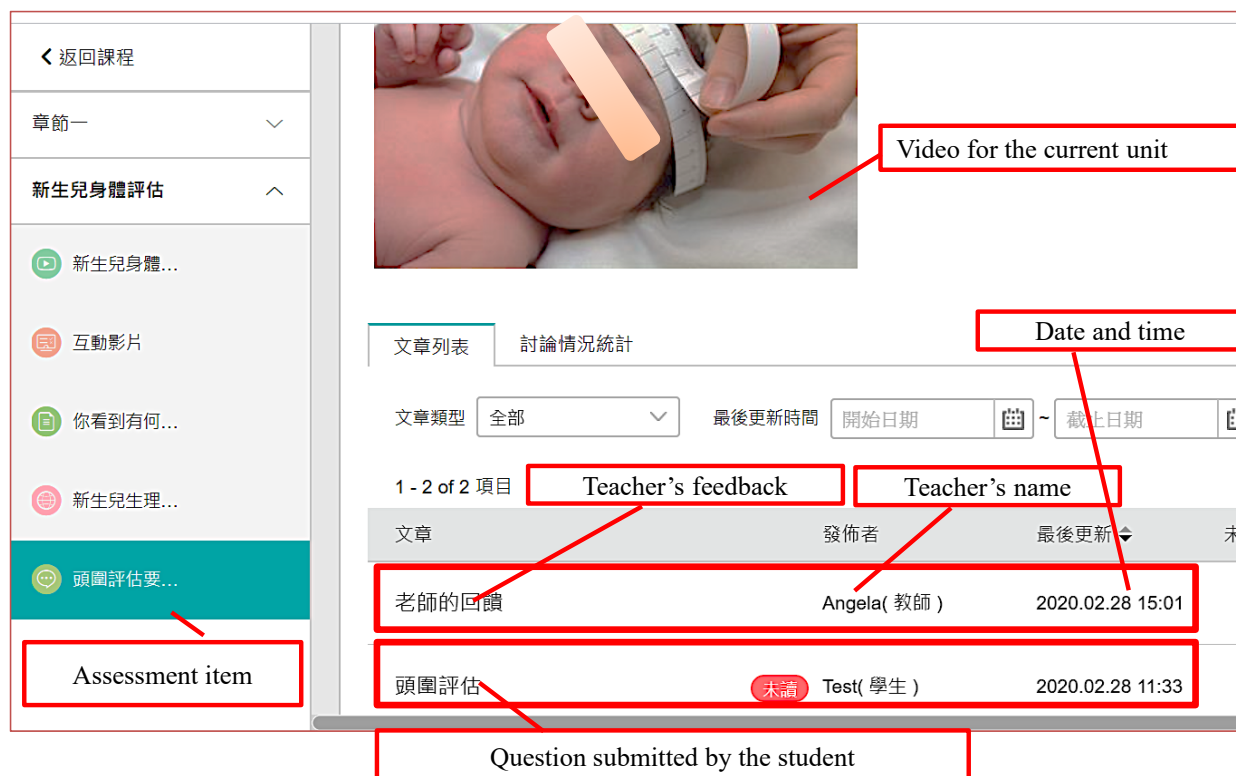 返回課程
章節一
新生兒身體評估
新生兒身體...
互動影片
你看到有何...
新生兒生理...
頭圍評估要...
Assessment item
Video for the current unit
文章列表 討論情況統計
Date and time
文章類型 全部 最後更新時間 開始日期 ~ 截止日期
1 - 2 of 2 項目 Teacher’s feedback Teacher’s name
文章 發佈者 最後更新 未
老師的回饋 Angela( 教師 ) 2020.02.28 15:01
頭圍評估 未讀 Test( 學生 ) 2020.02.28 11:33
Question submitted by the student